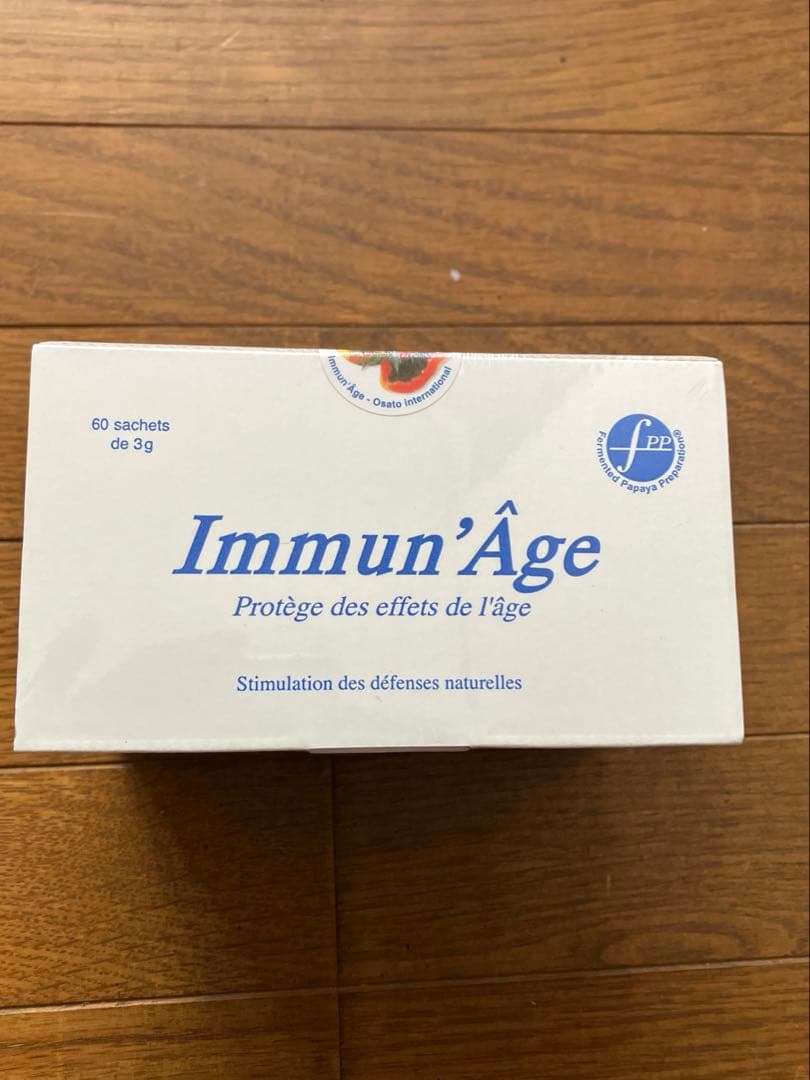 Immun'Âge - Osato international
60 sachets
de 3g
fPP
Fermented Papaya Preparation®
Immun'Âge
Protège des effets de l'âge
Stimulation des défenses naturelles